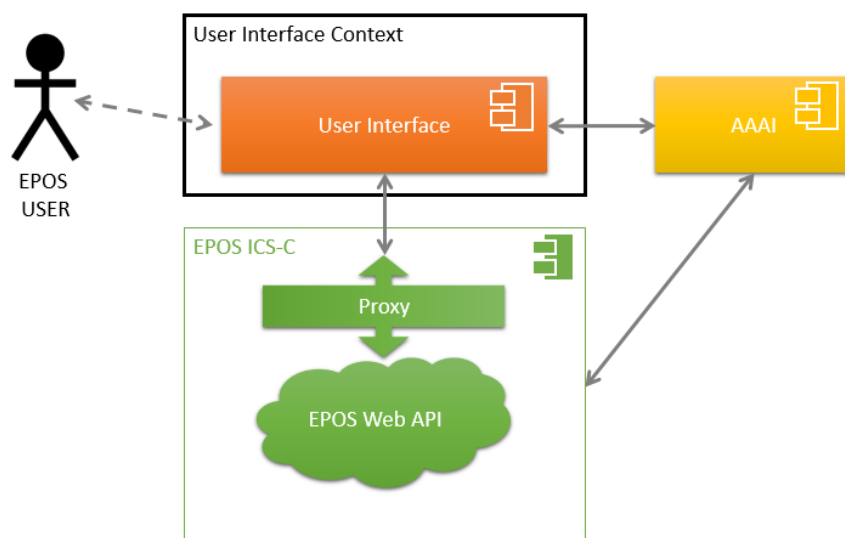 User Interface Context
User Interface
AAAI
EPOS
USER
EPOS ICS-C
Proxy
EPOS Web API